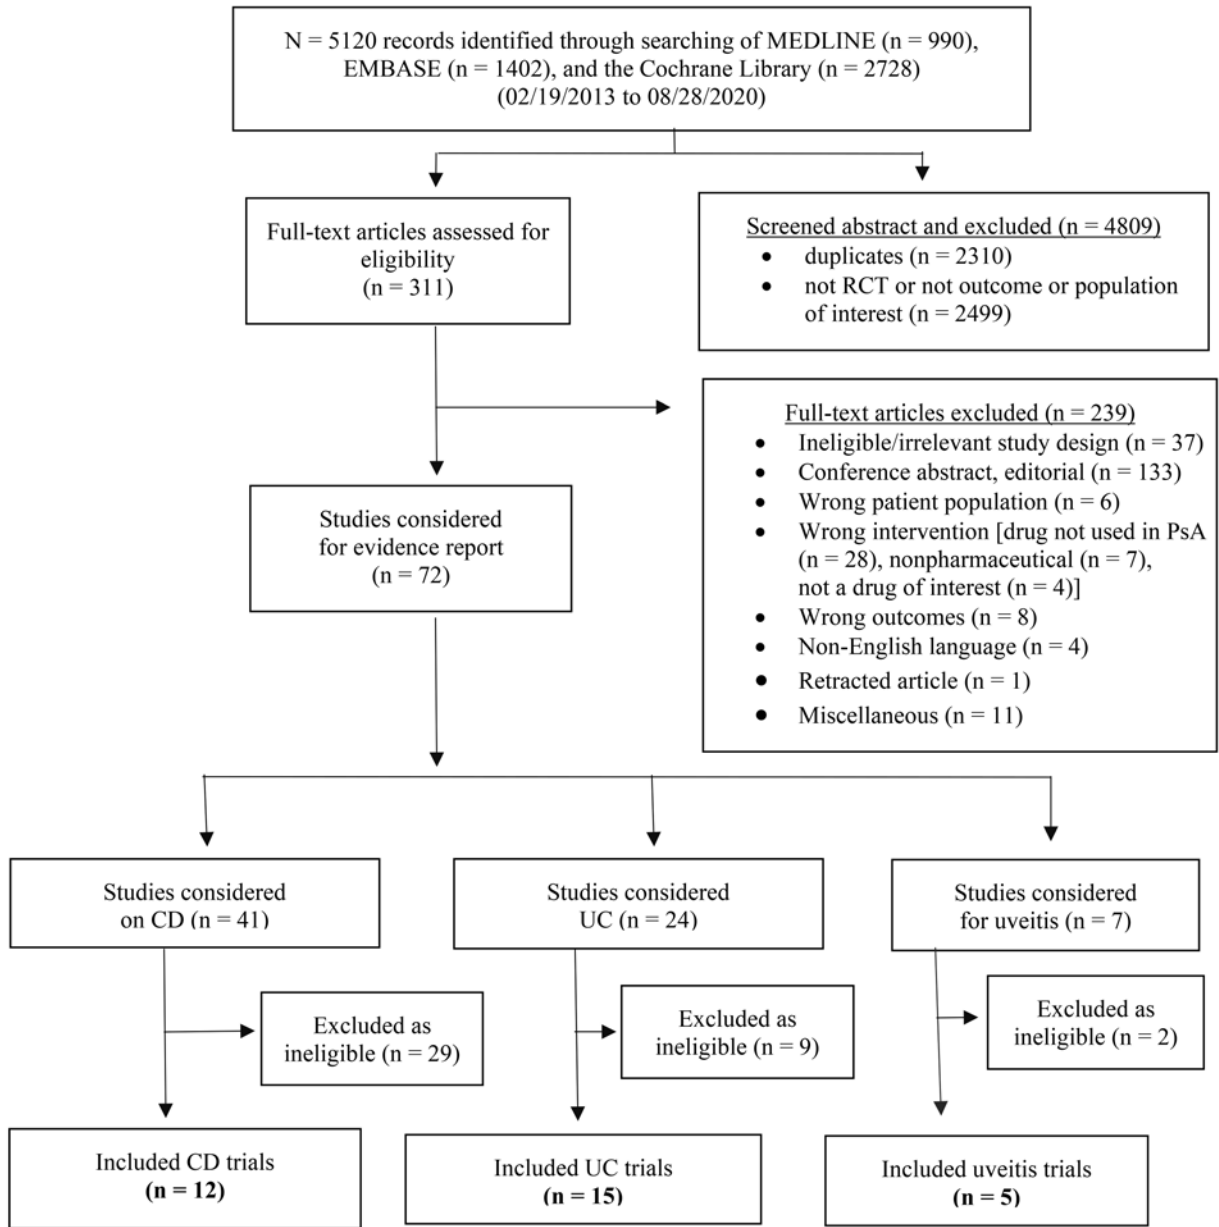 N = 5120 records identified through searching of MEDLINE (n = 990),
EMBASE (n = 1402), and the Cochrane Library (n = 2728)
(02/19/2013 to 08/28/2020)
Full-text articles assessed for
eligibility
(n = 311)
Screened abstract and excluded (n = 4809)
• duplicates (n = 2310)
• not RCT or not outcome or population
of interest (n = 2499)
Full-text articles excluded (n = 239)
• Ineligible/irrelevant study design (n = 37)
• Conference abstract, editorial (n = 133)
• Wrong patient population (n = 6)
• Wrong intervention [drug not used in PsA
(n = 28), nonpharmaceutical (n = 7),
not a drug of interest (n = 4)]
• Wrong outcomes (n = 8)
• Non-English language (n = 4)
• Retracted article (n = 1)
• Miscellaneous (n = 11)
Studies considered
for evidence report
(n = 72)
Studies considered
on CD (n = 41)
Studies considered
UC (n = 24)
Studies considered
for uveitis (n = 7)
Excluded as
ineligible (n = 29)
Excluded as
ineligible (n = 9)
Excluded as
ineligible (n = 2)
Included CD trials
(n = 12)
Included UC trials
(n = 15)
Included uveitis trials
(n = 5)